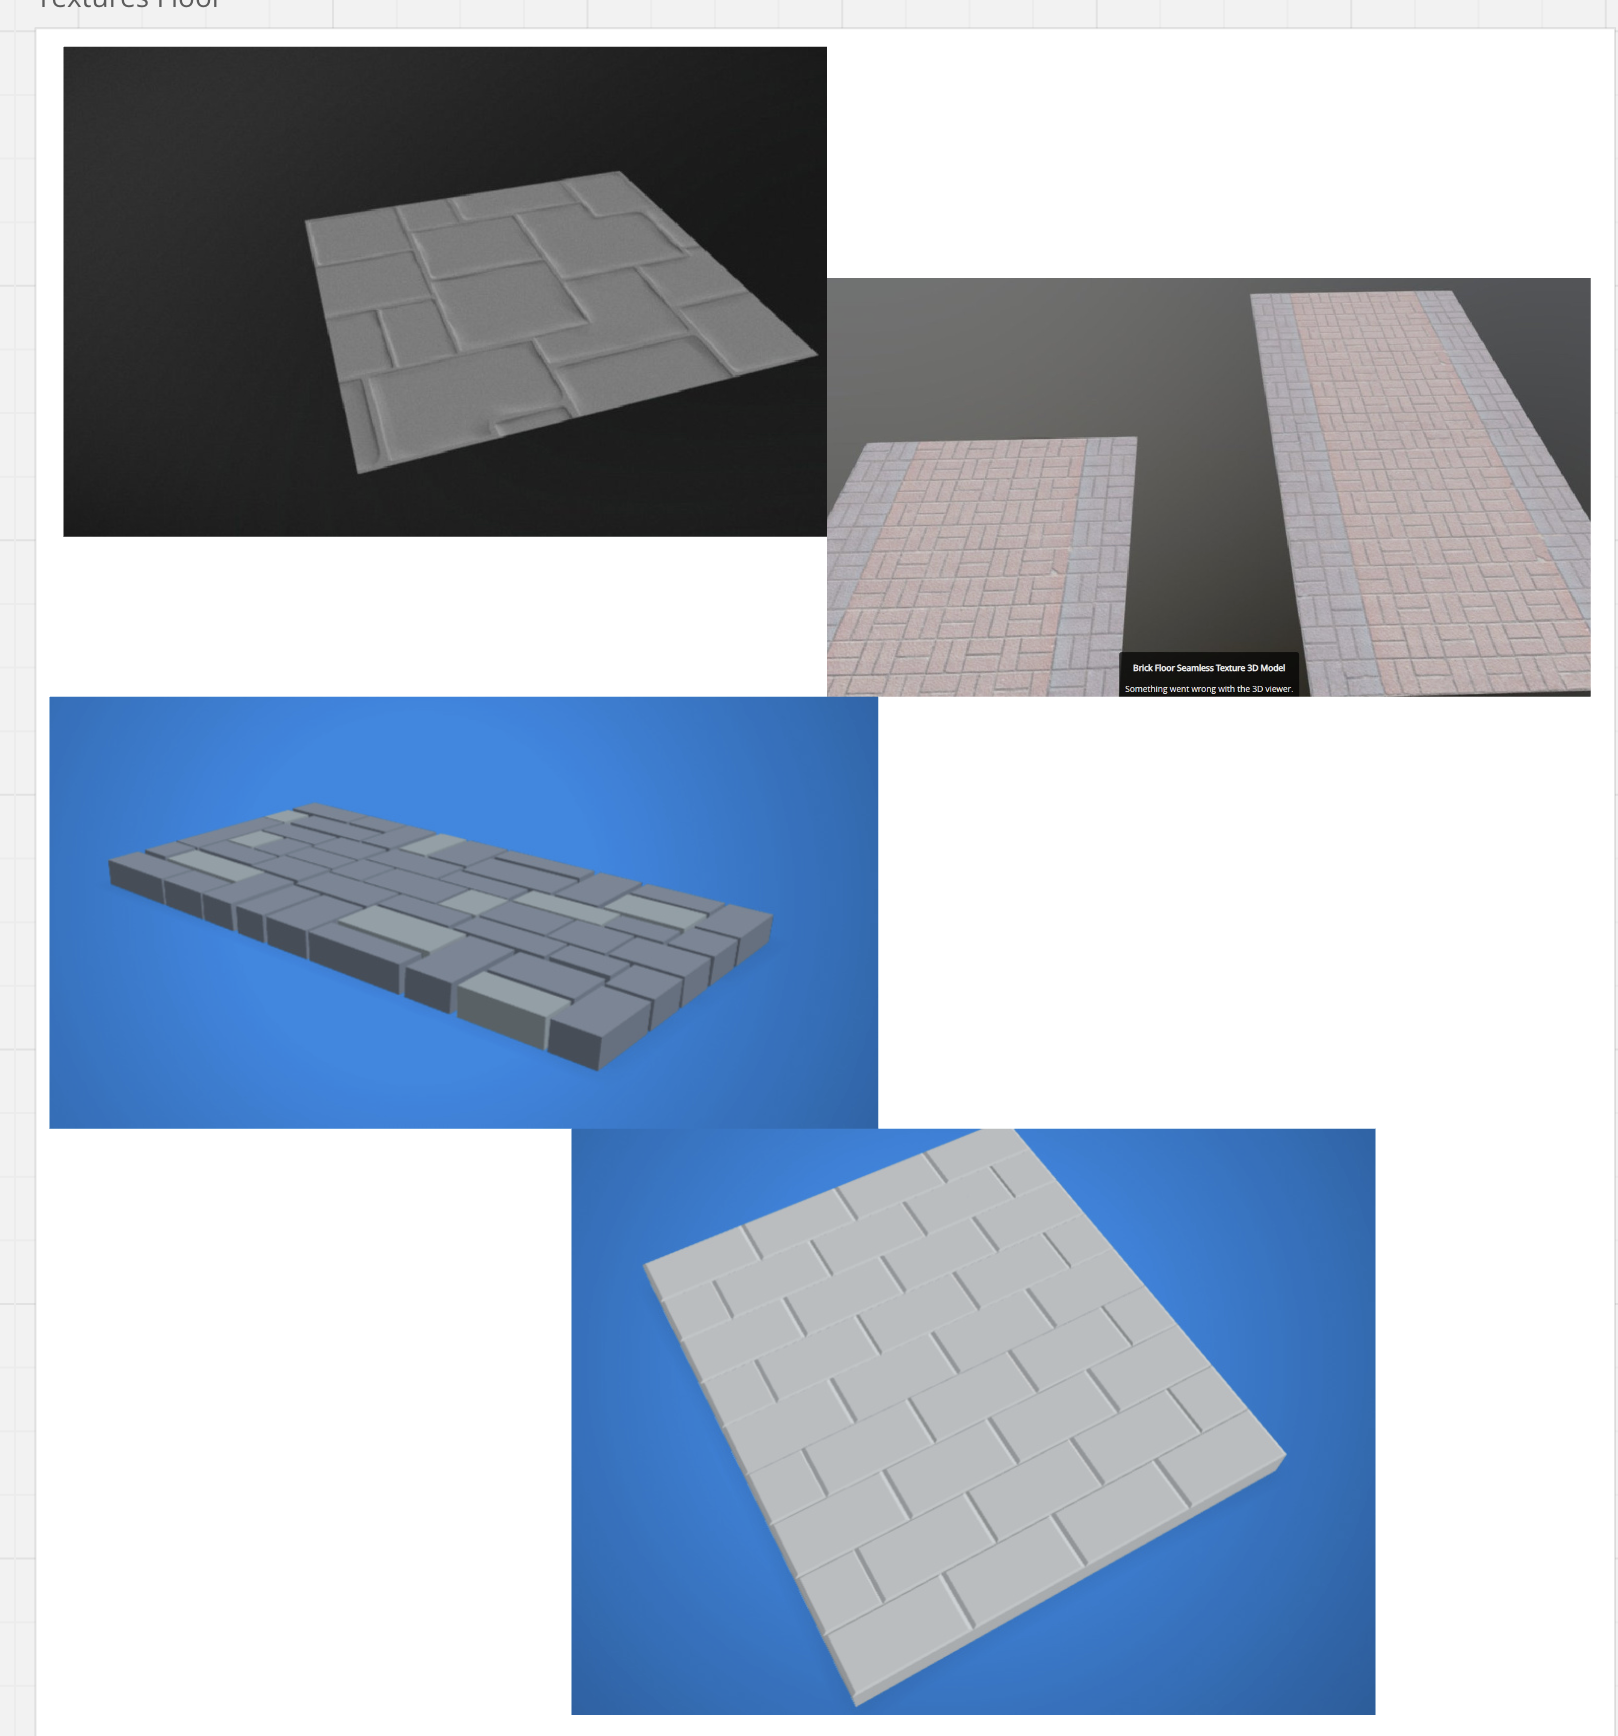 Textures Floor
Brick Floor Seamless Texture 3D Model
Something went wrong with the 3D viewer.